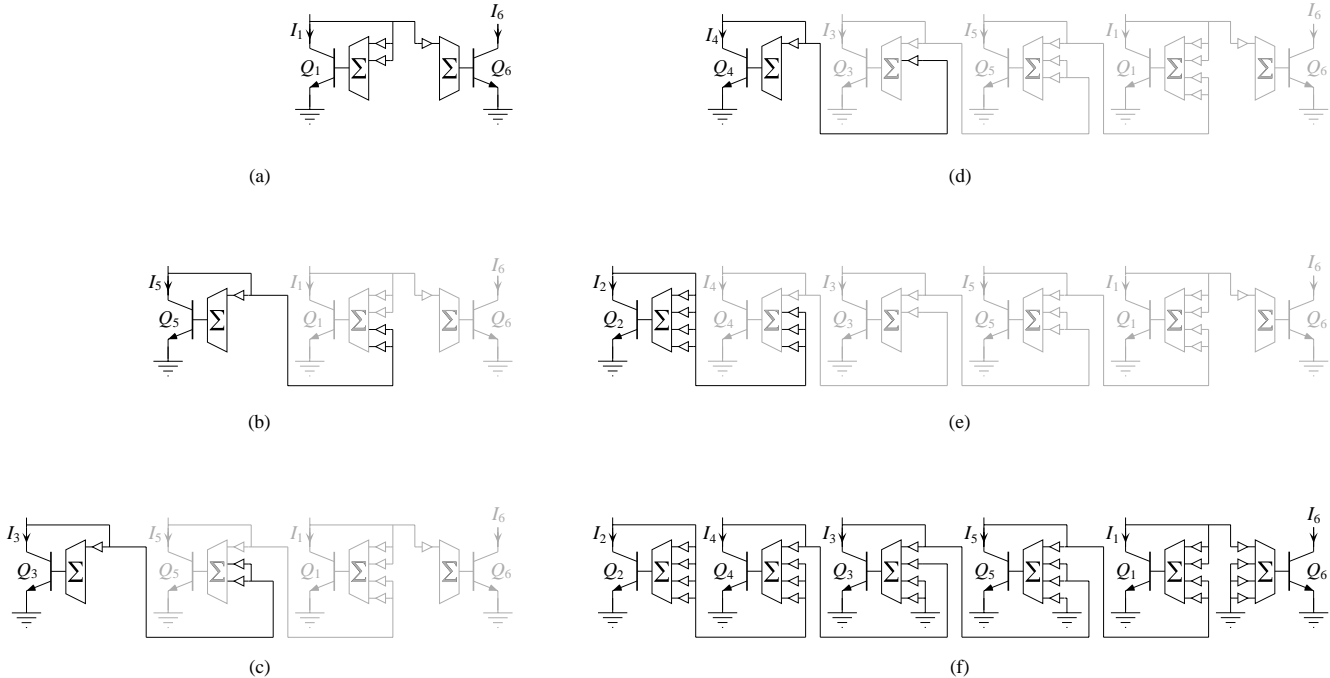 I₁ I₆
Q₁ Σ Σ Q₆
(a)
I₄ I₃ I₅ I₁ I₆
Q₄ Σ Q₃ Σ Q₅ Σ Q₁ Σ Σ Q₆
(d)
I₅ I₁ I₆
Q₅ Σ Q₁ Σ Σ Q₆
(b)
I₂ I₄ I₃ I₅ I₁ I₆
Q₂ Σ Q₄ Σ Q₃ Σ Q₅ Σ Q₁ Σ Σ Q₆
(e)
I₃ I₅ I₁ I₆
Q₃ Σ Q₅ Σ Q₁ Σ Σ Q₆
(c)
I₂ I₄ I₃ I₅ I₁ I₆
Q₂ Σ Q₄ Σ Q₃ Σ Q₅ Σ Q₁ Σ Σ Q₆
(f)